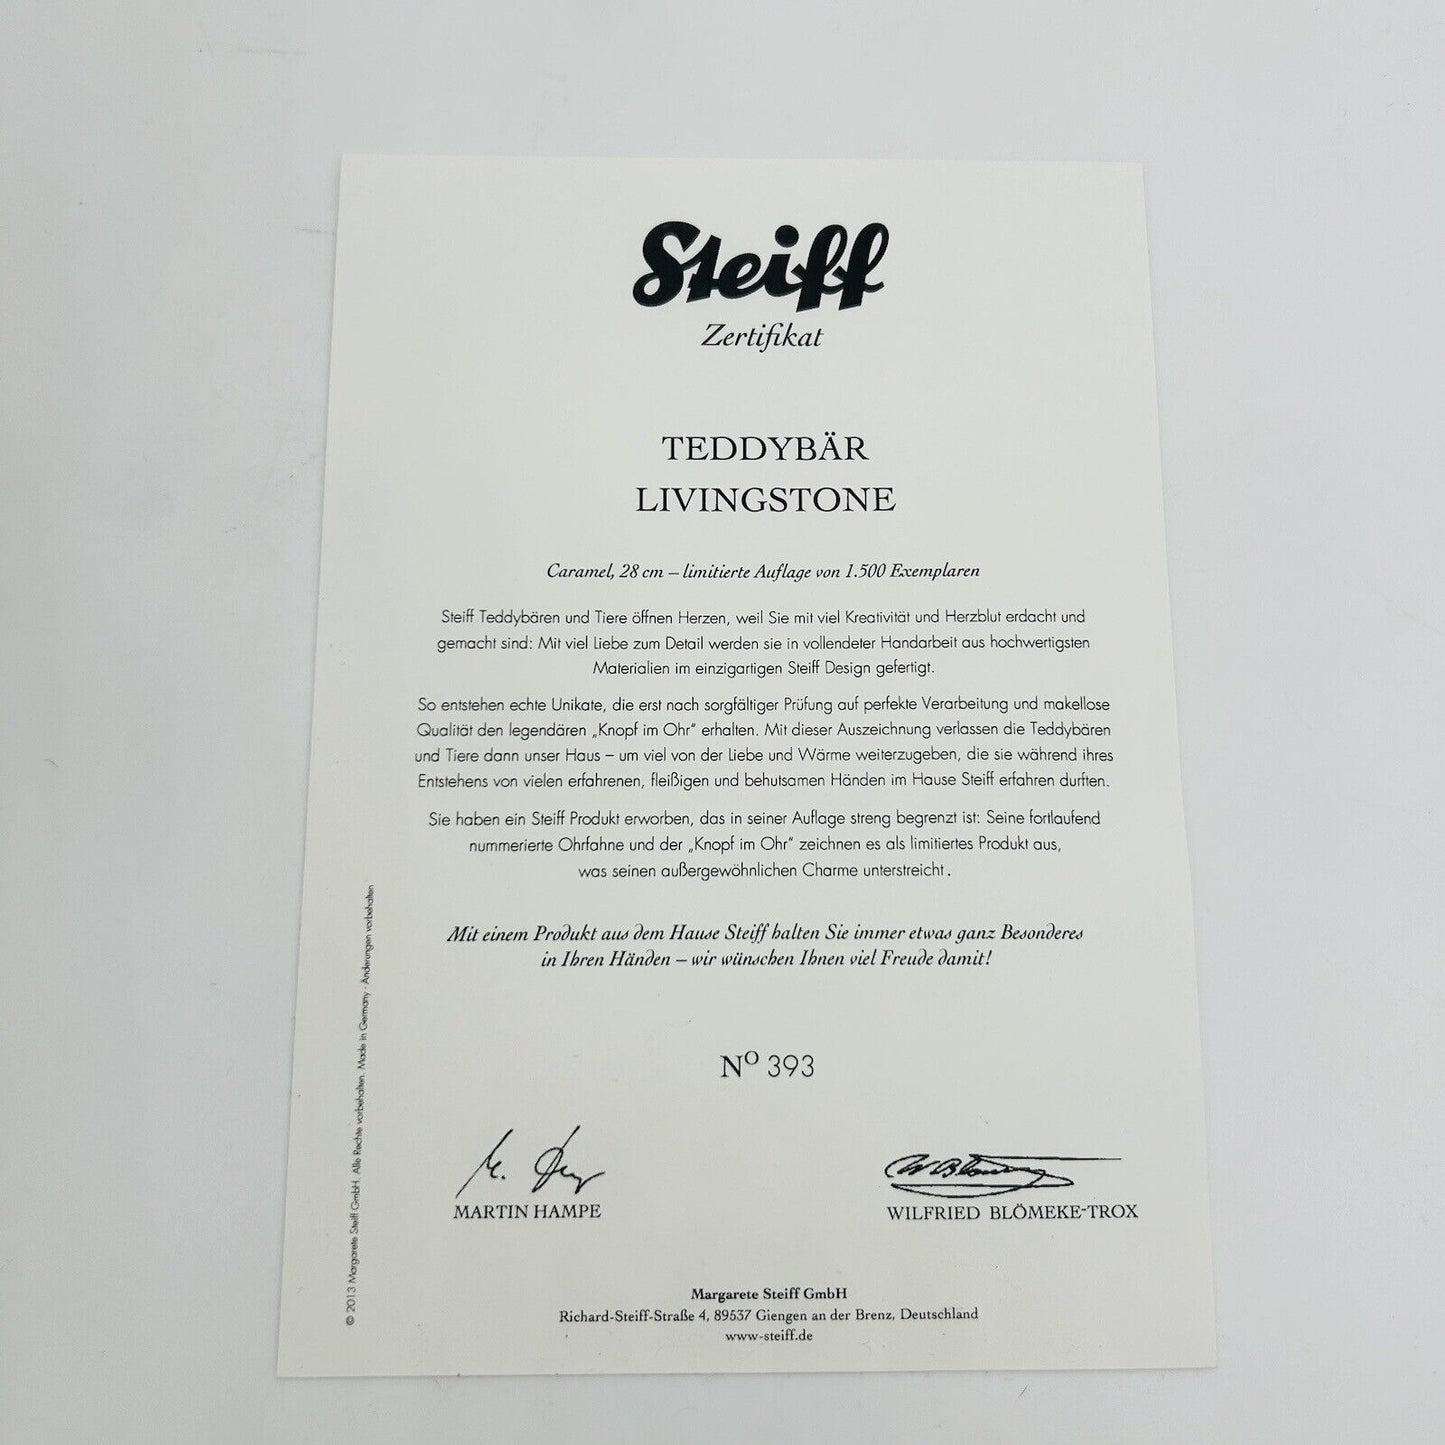 Steiff
Zertifikat
TEDDYBÄR
LIVINGSTONE
Caramel, 28 cm – limitierte Auflage von 1.500 Exemplaren
Steiff Teddybären und Tiere öffnen Herzen, weil Sie mit viel Kreativität und Herzblut erdacht und
gemacht sind: Mit viel Liebe zum Detail werden sie in vollendeter Handarbeit aus hochwertigsten
Materialien im einzigartigen Steiff Design gefertigt.
So entstehen echte Unikate, die erst nach sorgfältiger Prüfung auf perfekte Verarbeitung und makellose
Qualität den legendären „Knopf im Ohr“ erhalten. Mit dieser Auszeichnung verlassen die Teddybären
und Tiere dann unser Haus – um viel von der Liebe und Wärme weiterzugeben, die sie während ihres
Entstehens von vielen erfahrenen, fleißigen und behutsamen Händen im Hause Steiff erfahren durften.
Sie haben ein Steiff Produkt erworben, das in seiner Auflage streng begrenzt ist: Seine fortlaufend
nummerierte Ohrfahne und der „Knopf im Ohr“ zeichnen es als limitiertes Produkt aus,
was seinen außergewöhnlichen Charme unterstreicht.
Mit einem Produkt aus dem Hause Steiff halten Sie immer etwas ganz Besonderes
in Ihren Händen – wir wünschen Ihnen viel Freude damit!
Nº 393
MARTIN HAMPE
WILFRIED BLÖMEKE-TROX
Margarete Steiff GmbH
Richard-Steiff-Straße 4, 89537 Giengen an der Brenz, Deutschland
www-steiff.de
© 2013 Margarete Steiff GmbH. Alle Rechte vorbehalten. Made in Germany · Änderungen vorbehalten